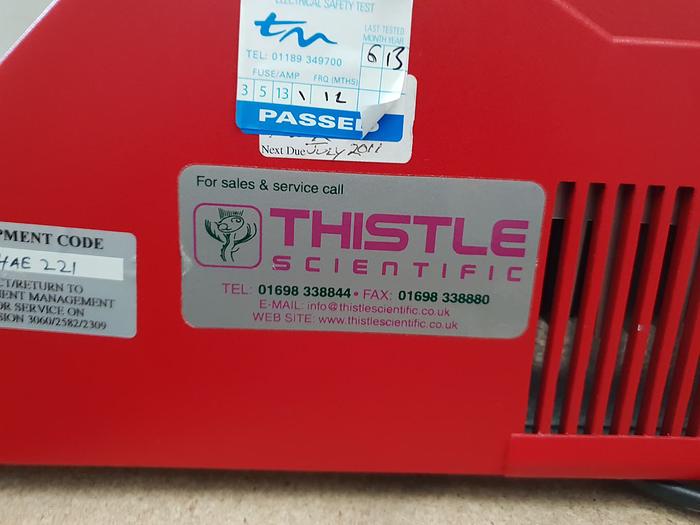 ELECTRICAL SAFETY TEST
tm
LAST TESTED
MONTH YEAR
6 13
TEL: 01189 349700
FUSE/AMP FRQ (MTHS)
3 5 13 1 12
PASSED
Next Due July 2011
For sales & service call
THISTLE
SCIENTIFIC
TEL: 01698 338844 • FAX: 01698 338880
E-MAIL: info@thistlescientific.co.uk
WEB SITE: www.thistlescientific.co.uk
PMENT CODE
HAE 221
CT/RETURN TO
MENT MANAGEMENT
OR SERVICE ON
SION 3060/2582/2309